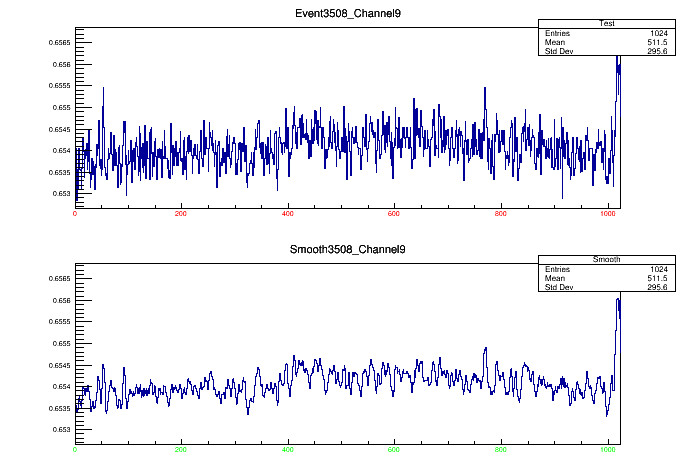 Event3508_Channel9
Test
Entries 1024
Mean 511.5
Std Dev 295.6
0.6565
0.656
0.6555
0.655
0.6545
0.654
0.6535
0.653
0 200 400 600 800 1000
Smooth3508_Channel9
Smooth
Entries 1024
Mean 511.5
Std Dev 295.6
0.6565
0.656
0.6555
0.655
0.6545
0.654
0.6535
0.653
0 200 400 600 800 1000